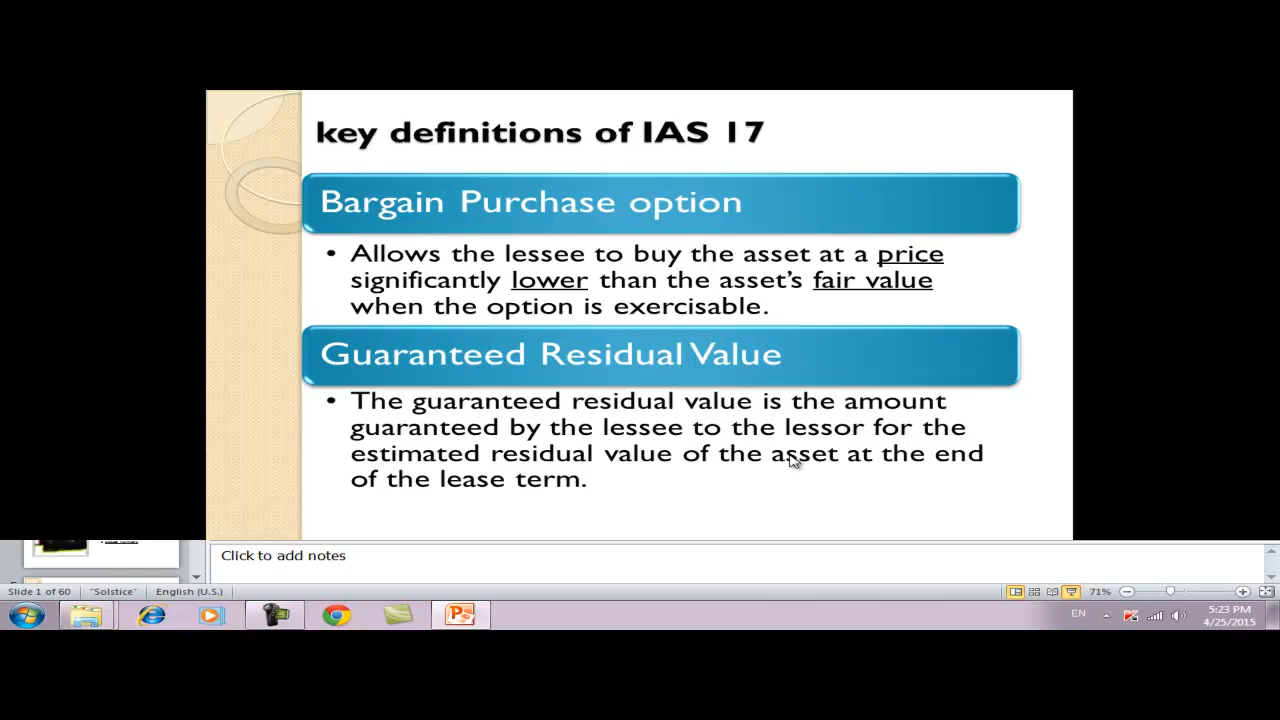 key definitions of IAS 17
Bargain Purchase option
• Allows the lessee to buy the asset at a price
significantly lower than the asset's fair value
when the option is exercisable.
Guaranteed Residual Value
• The guaranteed residual value is the amount
guaranteed by the lessee to the lessor for the
estimated residual value of the asset at the end
of the lease term.
Click to add notes
Slide 1 of 60 "Solstice" English (U.S.) 71%
EN 5:23 PM
4/25/2015